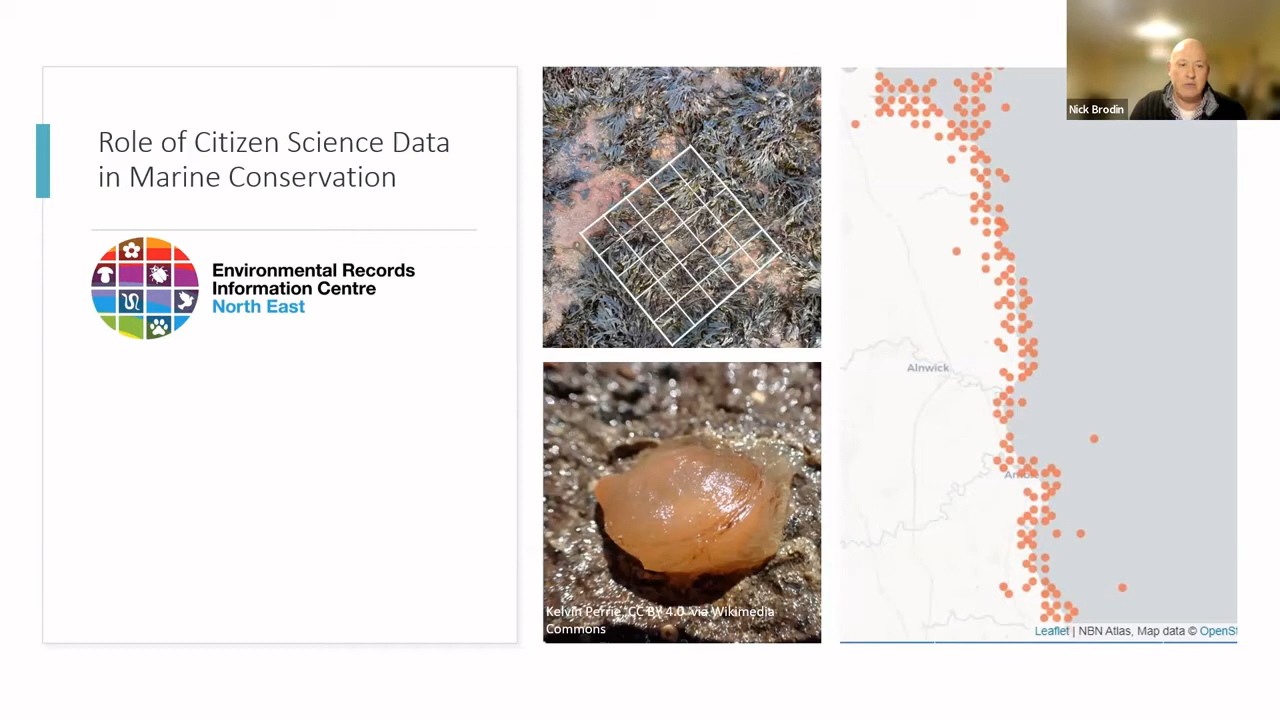 Role of Citizen Science Data
in Marine Conservation
Environmental Records
Information Centre
North East
Kelvin Perrie, CC BY 4.0 via Wikimedia
Commons
Nick Brodin
Alnwick
Leaflet | NBN Atlas, Map data © OpenSt